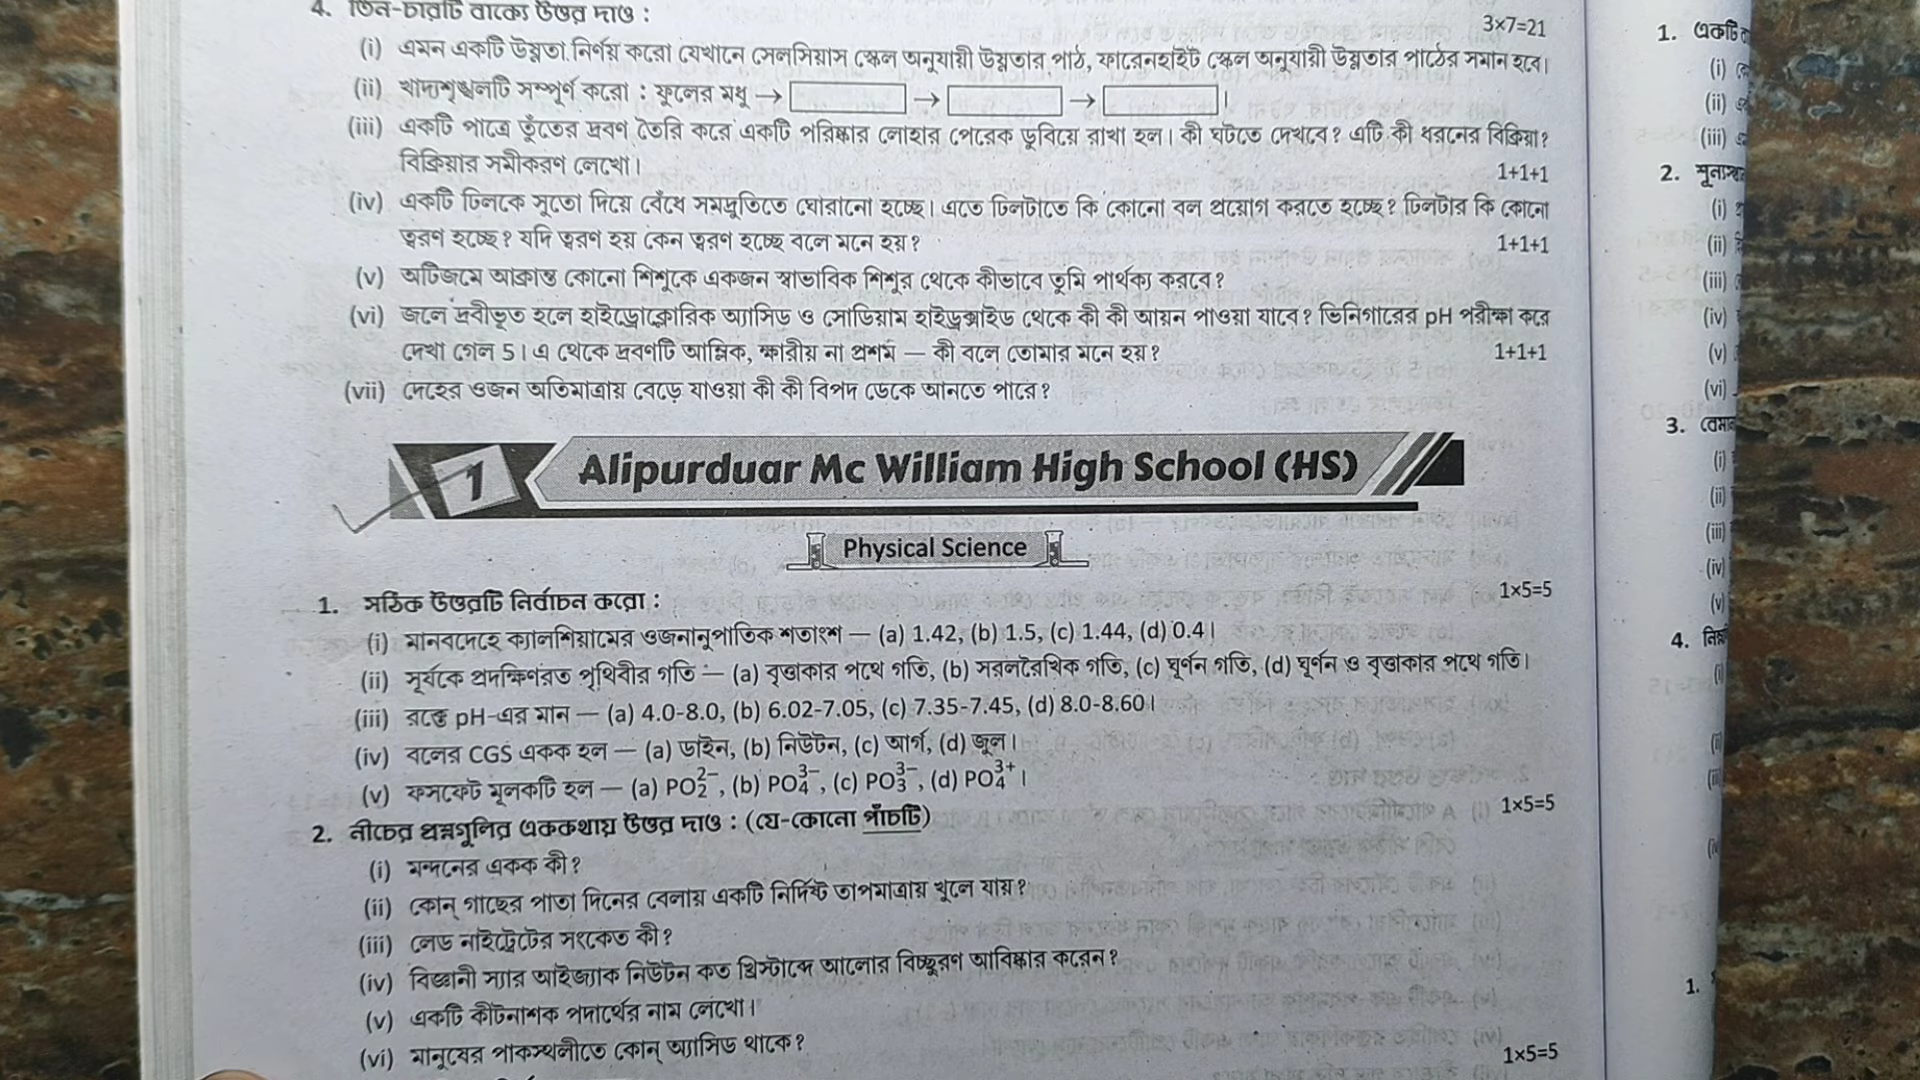 4. তিন-চারটি বাক্যে উত্তর দাও : 3×7=21
(i) এমন একটি উষ্ণতা নির্ণয় করো যেখানে সেলসিয়াস স্কেল অনুযায়ী উষ্ণতার পাঠ, ফারেনহাইট স্কেল অনুযায়ী উষ্ণতার পাঠের সমান হবে।
(ii) খাদ্যশৃঙ্খলটি সম্পূর্ণ করো : ফুলের মধু → □ → □ → □।
(iii) একটি পাত্রে তুঁতের দ্রবণ তৈরি করে একটি পরিষ্কার লোহার পেরেক ডুবিয়ে রাখা হল। কী ঘটতে দেখবে? এটি কী ধরনের বিক্রিয়া?
বিক্রিয়ার সমীকরণ লেখো। 1+1+1
(iv) একটি ঢিলকে সুতো দিয়ে বেঁধে সমদ্রুতিতে ঘোরানো হচ্ছে। এতে ঢিলটাতে কি কোনো বল প্রয়োগ করতে হচ্ছে? ঢিলটার কি কোনো
ত্বরণ হচ্ছে? যদি ত্বরণ হয় কেন ত্বরণ হচ্ছে বলে মনে হয়? 1+1+1
(v) অটিজমে আক্রান্ত কোনো শিশুকে একজন স্বাভাবিক শিশুর থেকে কীভাবে তুমি পার্থক্য করবে?
(vi) জলে দ্রবীভূত হলে হাইড্রোক্লোরিক অ্যাসিড ও সোডিয়াম হাইড্রক্সাইড থেকে কী কী আয়ন পাওয়া যাবে? ভিনিগারের pH পরীক্ষা করে
দেখা গেল 5। এ থেকে দ্রবণটি আম্লিক, ক্ষারীয় না প্রশম — কী বলে তোমার মনে হয়? 1+1+1
(vii) দেহের ওজন অতিমাত্রায় বেড়ে যাওয়া কী কী বিপদ ডেকে আনতে পারে?
1 Alipurduar Mc William High School (HS)
Physical Science
1. সঠিক উত্তরটি নির্বাচন করো : 1×5=5
(i) মানবদেহে ক্যালশিয়ামের ওজনানুপাতিক শতাংশ — (a) 1.42, (b) 1.5, (c) 1.44, (d) 0.4।
(ii) সূর্যকে প্রদক্ষিণরত পৃথিবীর গতি — (a) বৃত্তাকার পথে গতি, (b) সরলরৈখিক গতি, (c) ঘূর্ণন গতি, (d) ঘূর্ণন ও বৃত্তাকার পথে গতি।
(iii) রক্তে pH-এর মান — (a) 4.0-8.0, (b) 6.02-7.05, (c) 7.35-7.45, (d) 8.0-8.60।
(iv) বলের CGS একক হল — (a) ডাইন, (b) নিউটন, (c) আর্গ, (d) জুল।
(v) ফসফেট মূলকটি হল — (a) PO₂²⁻, (b) PO₄³⁻, (c) PO₃³⁻, (d) PO₄³⁺।
2. নীচের প্রশ্নগুলির এককথায় উত্তর দাও : (যে-কোনো পাঁচটি) 1×5=5
(i) মন্দনের একক কী?
(ii) কোন্ গাছের পাতা দিনের বেলায় একটি নির্দিষ্ট তাপমাত্রায় খুলে যায়?
(iii) লেড নাইট্রেটের সংকেত কী?
(iv) বিজ্ঞানী স্যার আইজ্যাক নিউটন কত খ্রিস্টাব্দে আলোর বিচ্ছুরণ আবিষ্কার করেন?
(v) একটি কীটনাশক পদার্থের নাম লেখো।
(vi) মানুষের পাকস্থলীতে কোন্ অ্যাসিড থাকে?
1×5=5
1.
(i)
(ii)
(iii)
2.
(i)
(ii)
(iii)
(iv)
(v)
(vi)
3.
(i)
(ii)
(iii)
(iv)
(v)
4.
(i)
1.